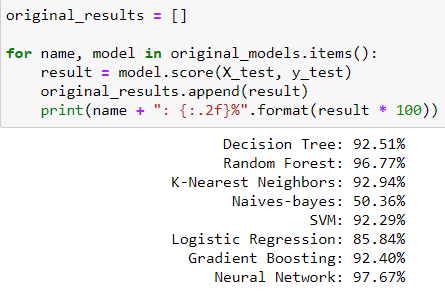 original_results = []
for name, model in original_models.items():
    result = model.score(X_test, y_test)
    original_results.append(result)
    print(name + ": {:.2f}%".format(result * 100))
Decision Tree: 92.51%
Random Forest: 96.77%
K-Nearest Neighbors: 92.94%
Naives-bayes: 50.36%
SVM: 92.29%
Logistic Regression: 85.84%
Gradient Boosting: 92.40%
Neural Network: 97.67%